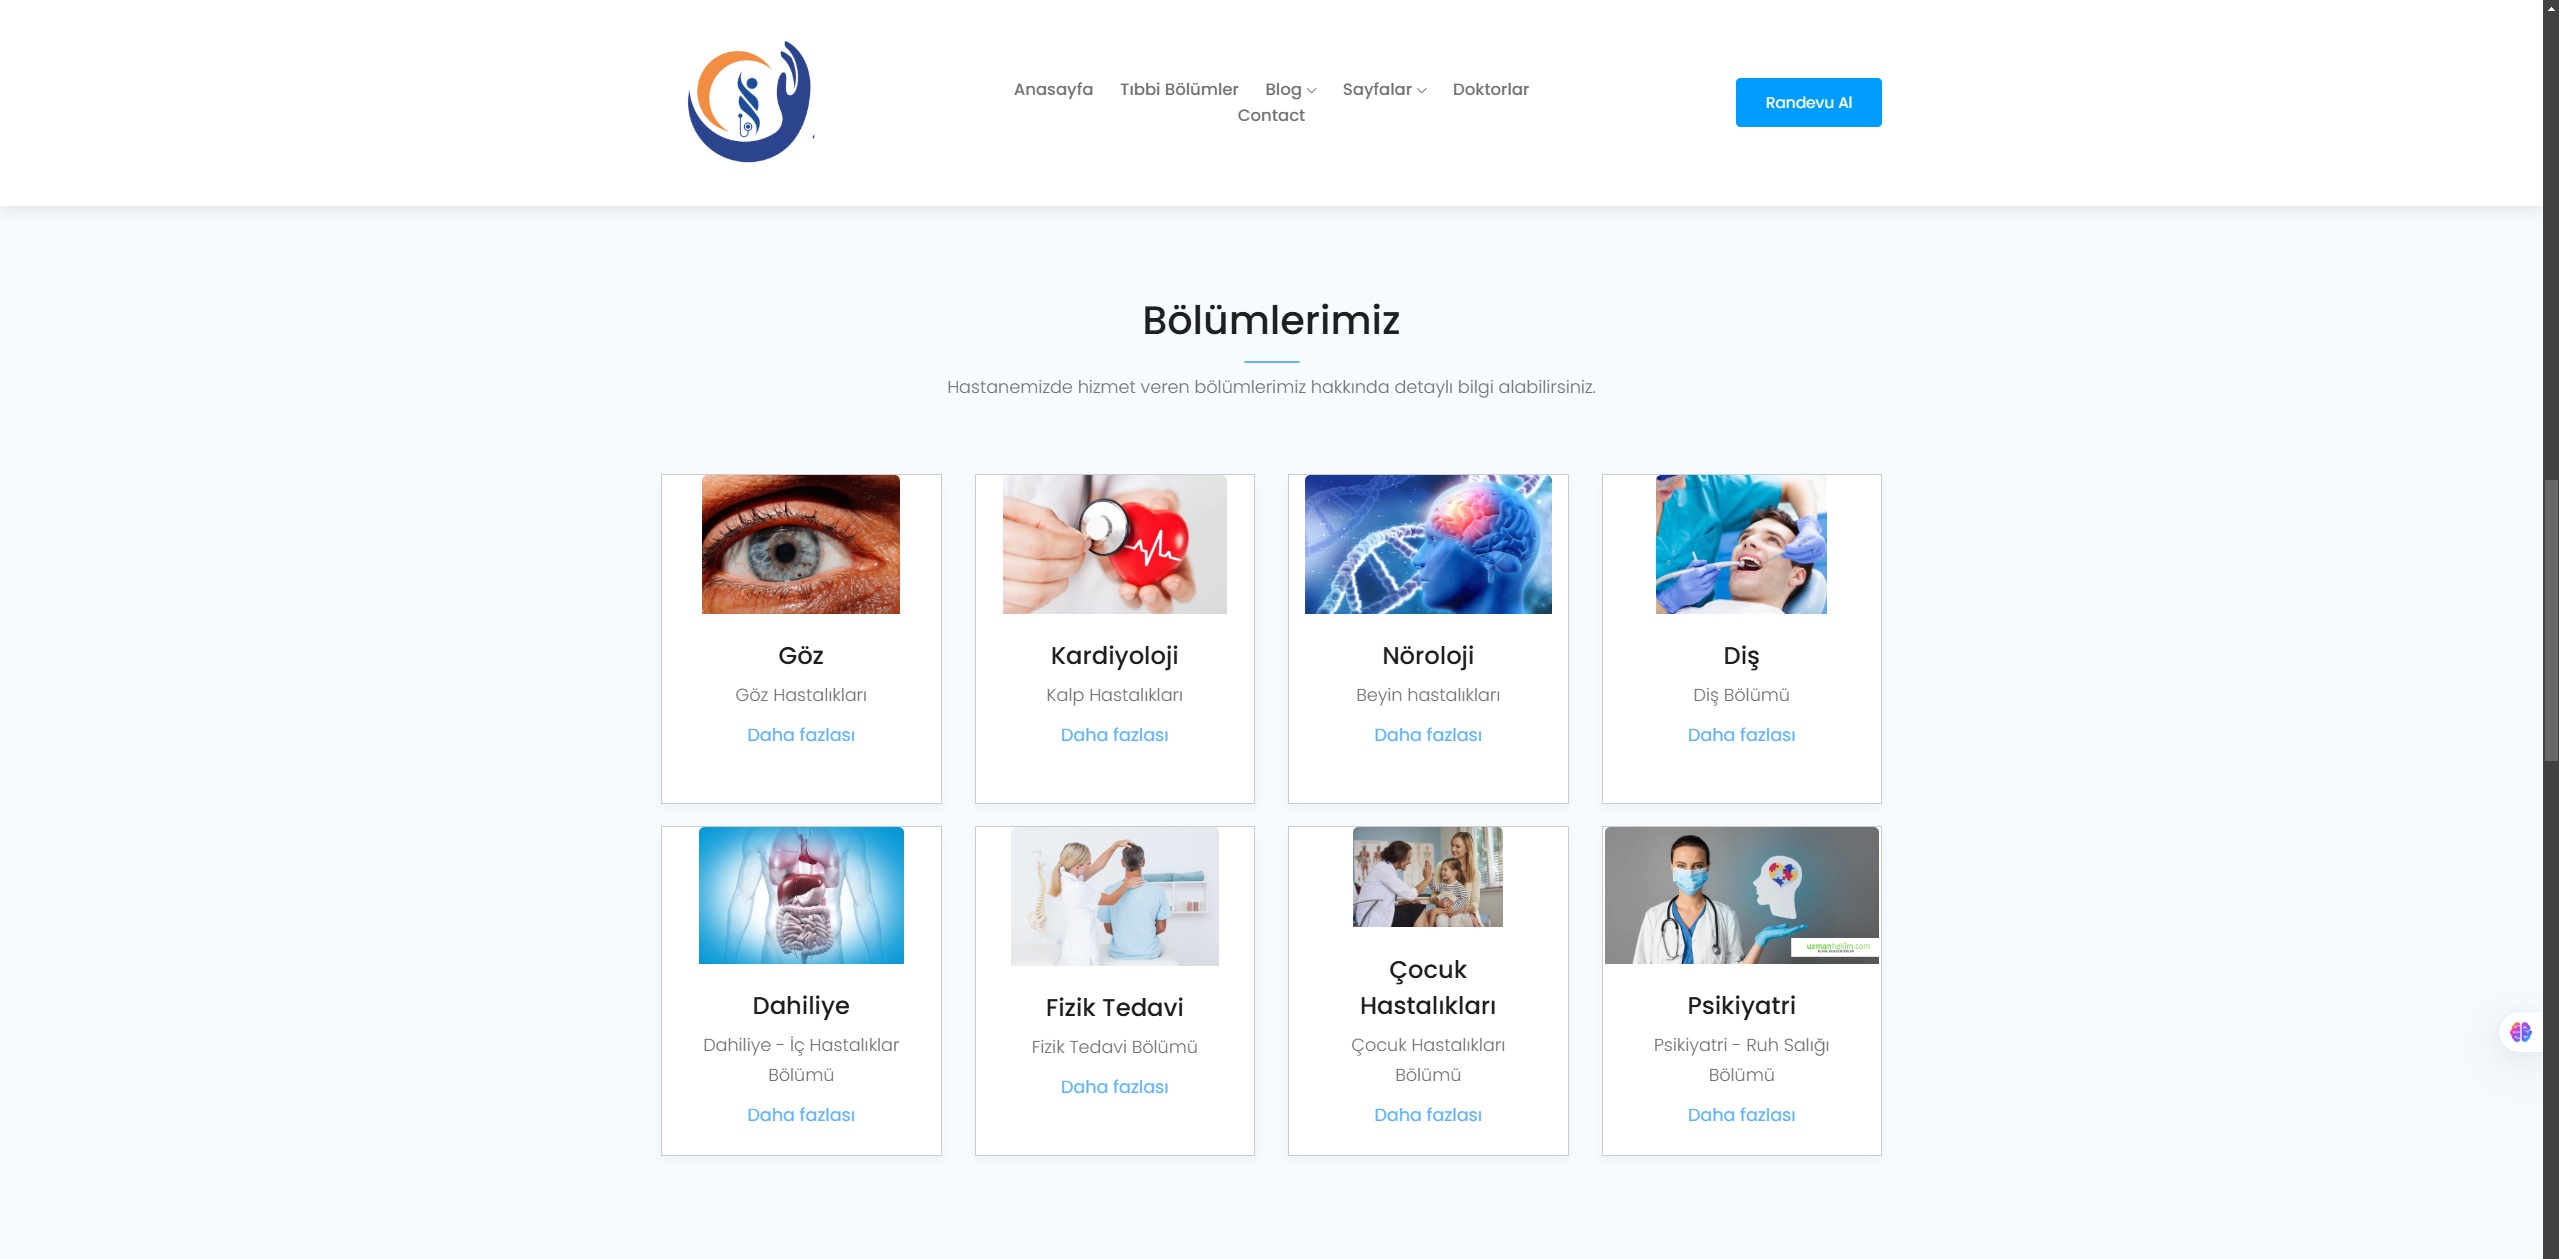 Anasayfa Tıbbi Bölümler Blog Sayfalar Doktorlar
Contact
Randevu Al
Bölümlerimiz
Hastanemizde hizmet veren bölümlerimiz hakkında detaylı bilgi alabilirsiniz.
Göz
Göz Hastalıkları
Daha fazlası
Kardiyoloji
Kalp Hastalıkları
Daha fazlası
Nöroloji
Beyin hastalıkları
Daha fazlası
Diş
Diş Bölümü
Daha fazlası
Dahiliye
Dahiliye - İç Hastalıklar
Bölümü
Daha fazlası
Fizik Tedavi
Fizik Tedavi Bölümü
Daha fazlası
Çocuk
Hastalıkları
Çocuk Hastalıkları
Bölümü
Daha fazlası
uzmanhekim.com
Psikiyatri
Psikiyatri - Ruh Salığı
Bölümü
Daha fazlası